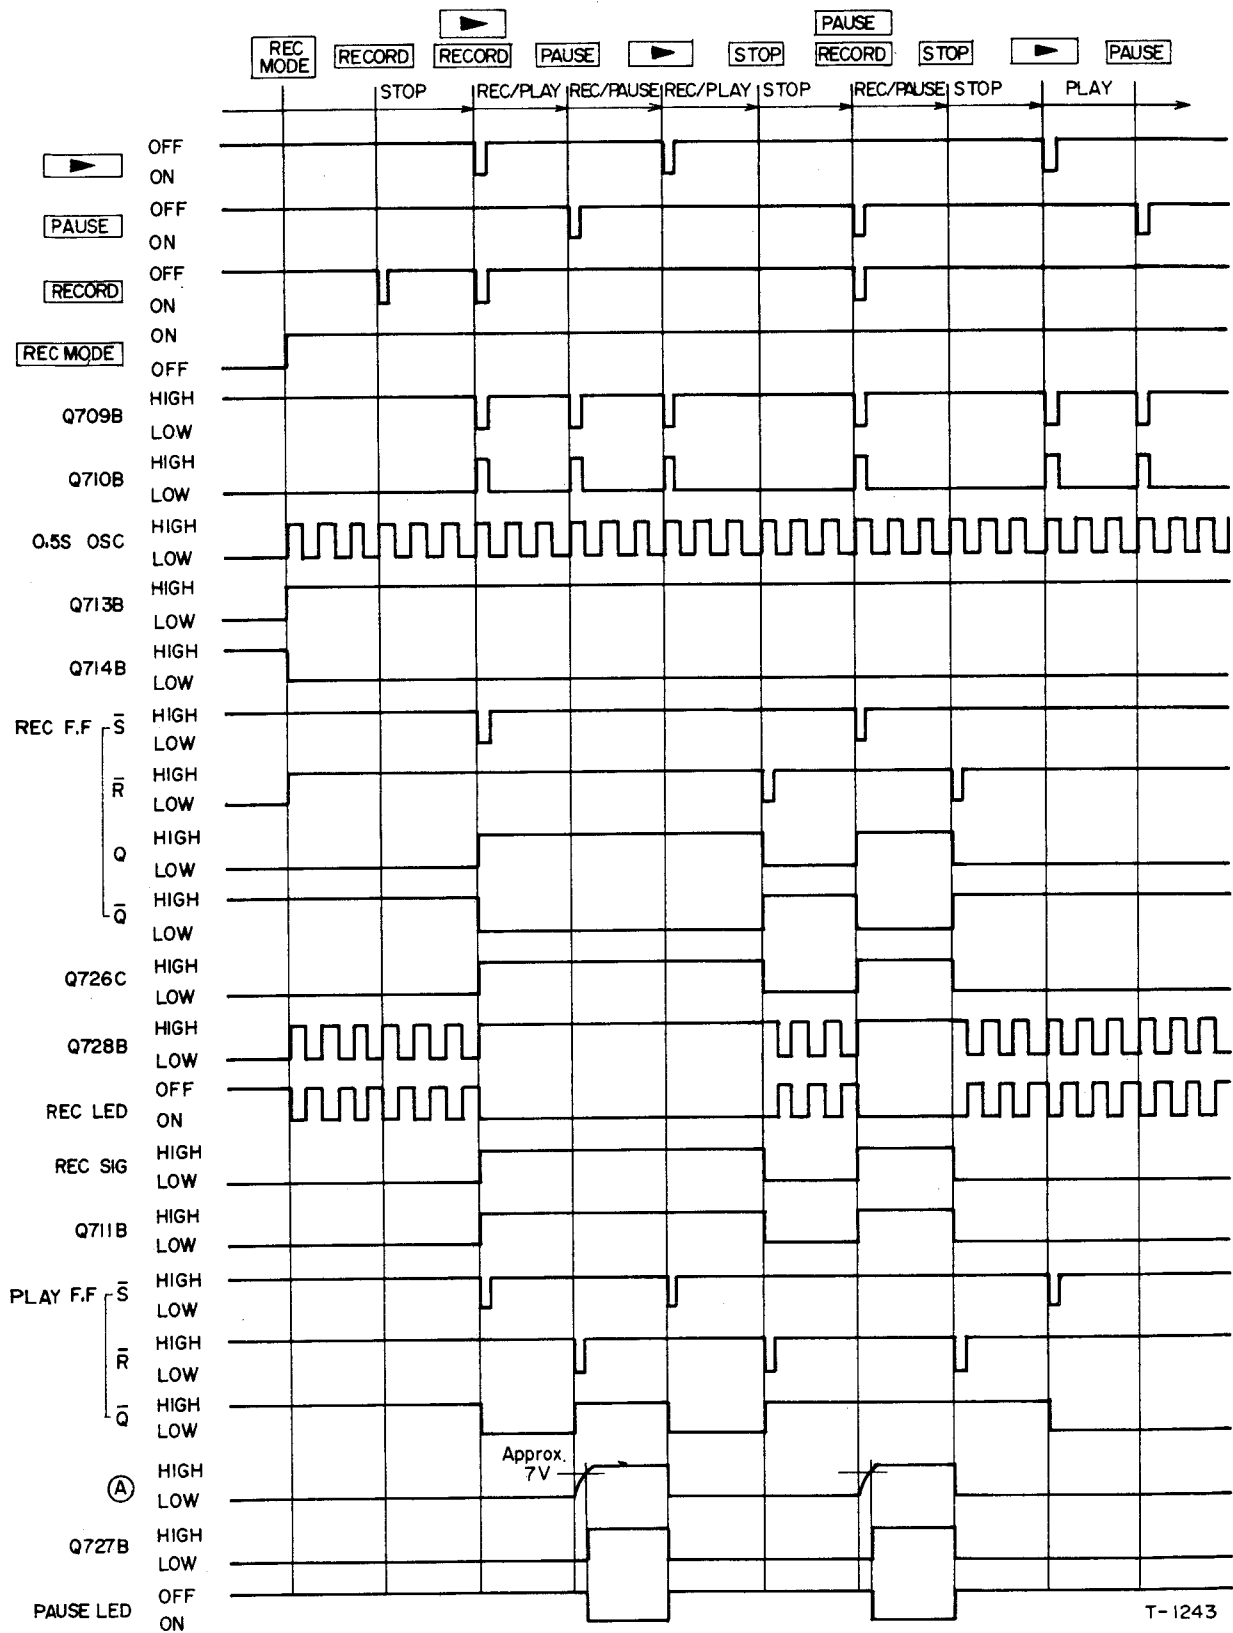 PAUSE
REC MODE RECORD RECORD PAUSE STOP RECORD STOP PAUSE
STOP REC/PLAY REC/PAUSE REC/PLAY STOP REC/PAUSE STOP PLAY
OFF
ON
PAUSE OFF
ON
RECORD OFF
ON
REC MODE ON
OFF
Q709B HIGH
LOW
Q710B HIGH
LOW
0.5S OSC HIGH
LOW
Q713B HIGH
LOW
Q714B HIGH
LOW
REC F.F S̅ HIGH
LOW
R̅ HIGH
LOW
Q HIGH
LOW
Q̅ HIGH
LOW
Q726C HIGH
LOW
Q728B HIGH
LOW
REC LED OFF
ON
REC SIG HIGH
LOW
Q711B HIGH
LOW
PLAY F.F S̅ HIGH
LOW
R̅ HIGH
LOW
Q̅ HIGH
LOW
Approx.
7V
A HIGH
LOW
Q727B HIGH
LOW
PAUSE LED OFF
ON
T-1243